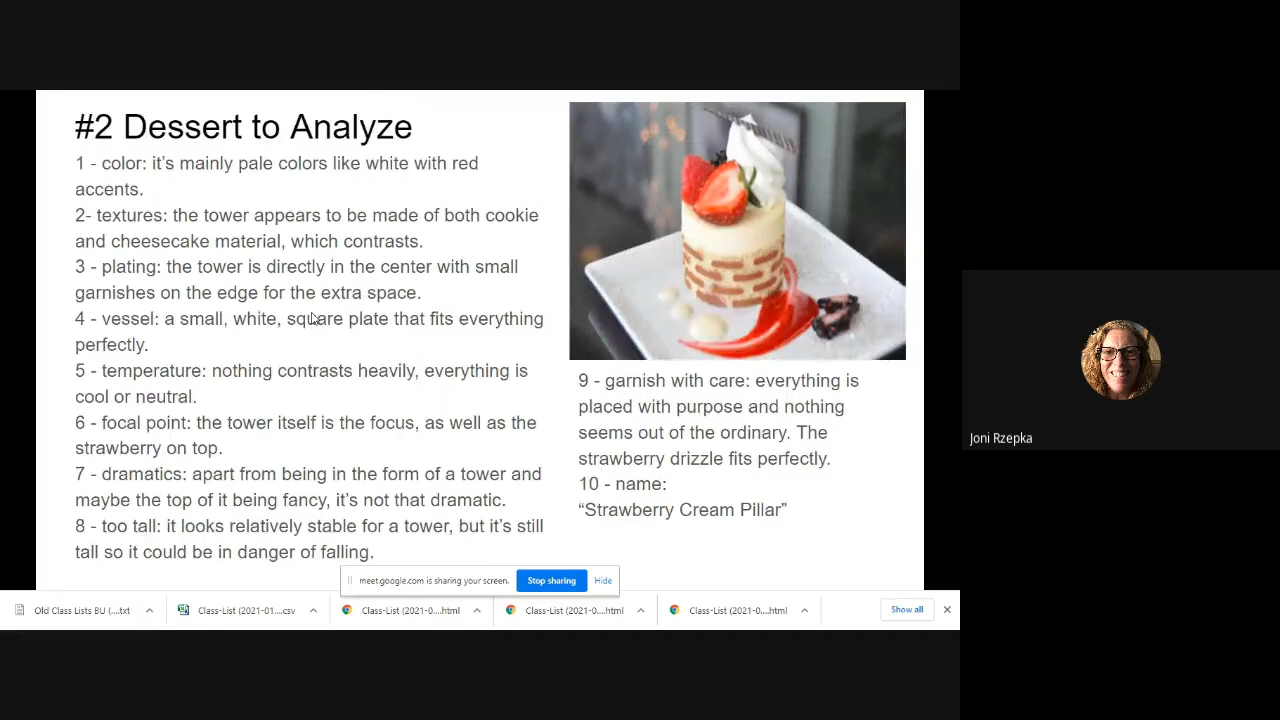 #2 Dessert to Analyze
1 - color: it's mainly pale colors like white with red
accents.
2- textures: the tower appears to be made of both cookie
and cheesecake material, which contrasts.
3 - plating: the tower is directly in the center with small
garnishes on the edge for the extra space.
4 - vessel: a small, white, square plate that fits everything
perfectly.
5 - temperature: nothing contrasts heavily, everything is
cool or neutral.
6 - focal point: the tower itself is the focus, as well as the
strawberry on top.
7 - dramatics: apart from being in the form of a tower and
maybe the top of it being fancy, it's not that dramatic.
8 - too tall: it looks relatively stable for a tower, but it's still
tall so it could be in danger of falling.
9 - garnish with care: everything is
placed with purpose and nothing
seems out of the ordinary. The
strawberry drizzle fits perfectly.
10 - name:
“Strawberry Cream Pillar”
Joni Rzepka
meet.google.com is sharing your screen.
Stop sharing
Hide
Old Class Lists BU (....txt
Class-List (2021-01....csv
Class-List (2021-0....html
Class-List (2021-0....html
Class-List (2021-0....html
Show all